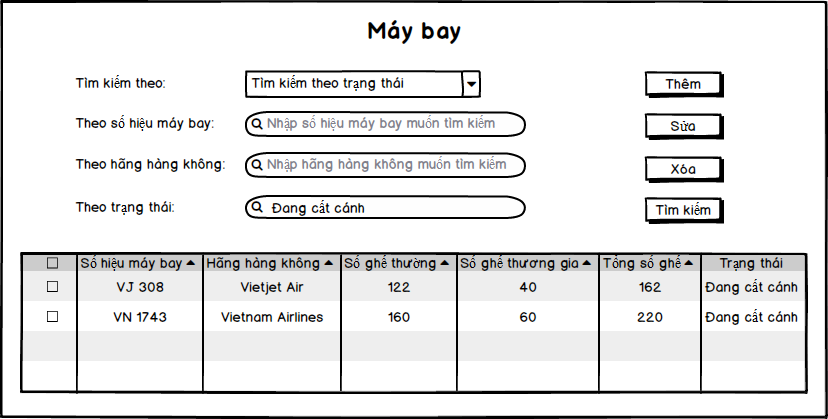 Máy bay
Tìm kiếm theo: Tìm kiếm theo trạng thái Thêm
Theo số hiệu máy bay: Nhập số hiệu máy bay muốn tìm kiếm Sửa
Theo hãng hàng không: Nhập hãng hàng không muốn tìm kiếm Xóa
Theo trạng thái: Đang cất cánh Tìm kiếm
Số hiệu máy bay Hãng hàng không Số ghế thường Số ghế thương gia Tổng số ghế Trạng thái
VJ 308 Vietjet Air 122 40 162 Đang cất cánh
VN 1743 Vietnam Airlines 160 60 220 Đang cất cánh